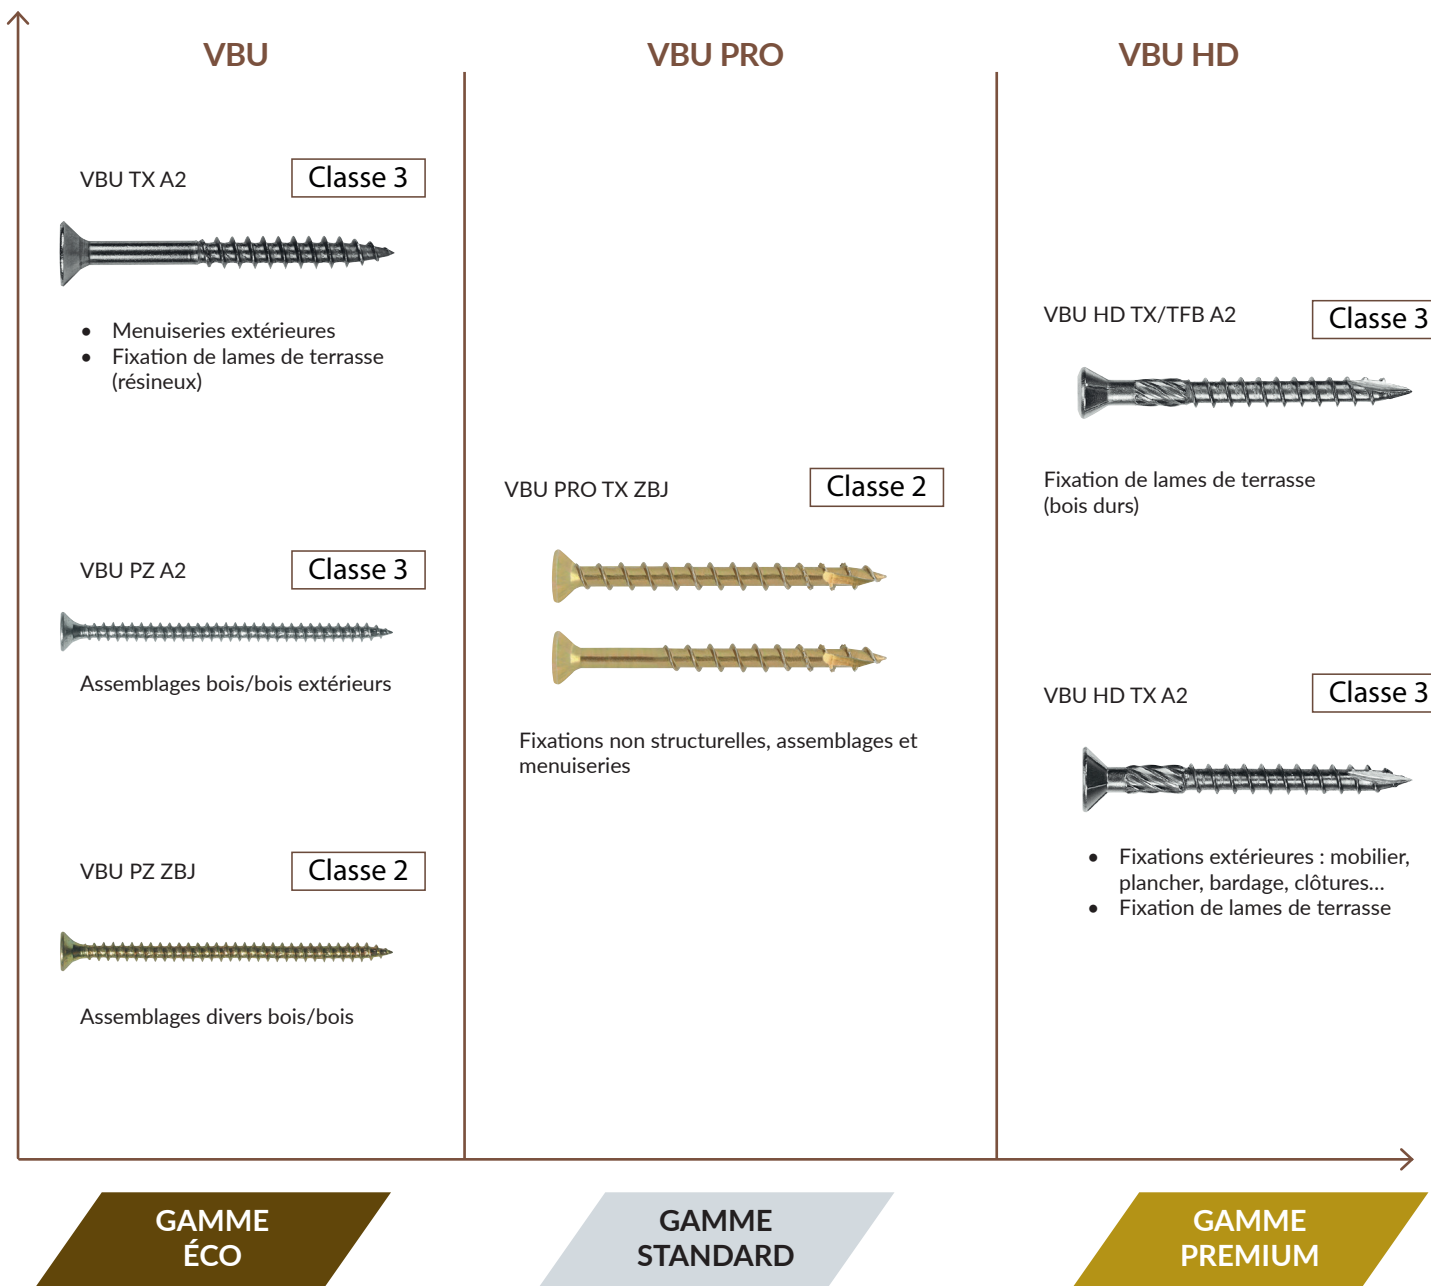 VBU
VBU TX A2
Classe 3
• Menuiseries extérieures
• Fixation de lames de terrasse
(résineux)
VBU PZ A2
Classe 3
Assemblages bois/bois extérieurs
VBU PZ ZBJ
Classe 2
Assemblages divers bois/bois
GAMME
ÉCO
VBU PRO
VBU PRO TX ZBJ
Classe 2
Fixations non structurelles, assemblages et
menuiseries
GAMME
STANDARD
VBU HD
VBU HD TX/TFB A2
Classe 3
Fixation de lames de terrasse
(bois durs)
VBU HD TX A2
Classe 3
• Fixations extérieures : mobilier,
plancher, bardage, clôtures...
• Fixation de lames de terrasse
GAMME
PREMIUM